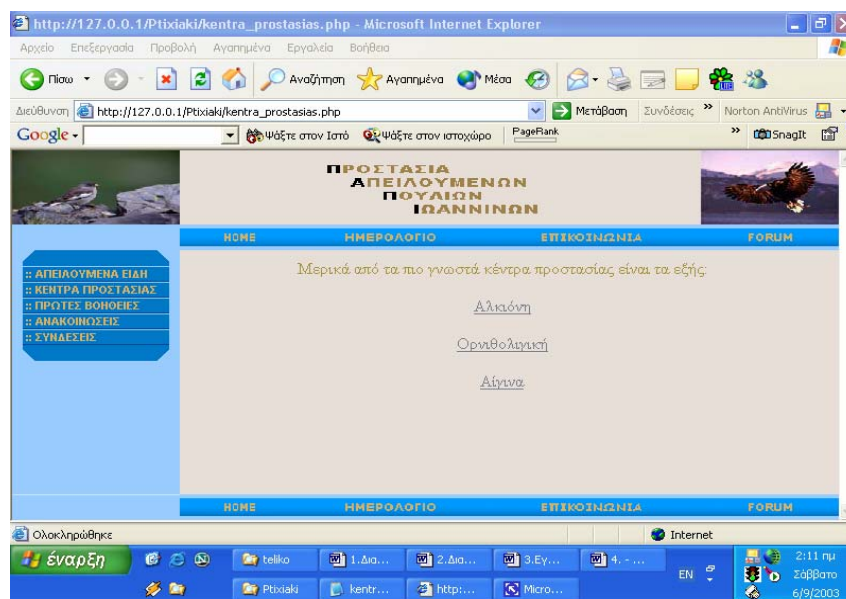 http://127.0.0.1/Ptixiaki/kentra_prostasias.php - Microsoft Internet Explorer
Αρχείο Επεξεργασία Προβολή Αγαπημένα Εργαλεία Βοήθεια
Πίσω Αναζήτηση Αγαπημένα Μέσα
Διεύθυνση http://127.0.0.1/Ptixiaki/kentra_prostasias.php Μετάβαση Συνδέσεις » Norton AntiVirus
Google Ψάξτε στον Ιστό Ψάξτε στον ιστοχώρο PageRank » SnagIt
ΠΡΟΣΤΑΣΙΑ
ΑΠΕΙΛΟΥΜΕΝΩΝ
ΠΟΥΛΙΩΝ
ΙΩΑΝΝΙΝΩΝ
HOME ΗΜΕΡΟΛΟΓΙΟ ΕΠΙΚΟΙΝΩΝΙΑ FORUM
:: ΑΠΕΙΛΟΥΜΕΝΑ ΕΙΔΗ
:: ΚΕΝΤΡΑ ΠΡΟΣΤΑΣΙΑΣ
:: ΠΡΩΤΕΣ ΒΟΗΘΕΙΕΣ
:: ΑΝΑΚΟΙΝΩΣΕΙΣ
:: ΣΥΝΔΕΣΕΙΣ
Μερικά από τα πιο γνωστά κέντρα προστασίας είναι τα εξής:
Αλκιόνη
Ορνιθολιγική
Αίγινα
HOME ΗΜΕΡΟΛΟΓΙΟ ΕΠΙΚΟΙΝΩΝΙΑ FORUM
Ολοκληρώθηκε Internet
έναρξη teliko 1.Δια... 2.Δια... 3.Εγ... 4. - ... 2:11 πμ
Ptixiaki kentr... http:... Micro... EN Σάββατο
6/9/2003